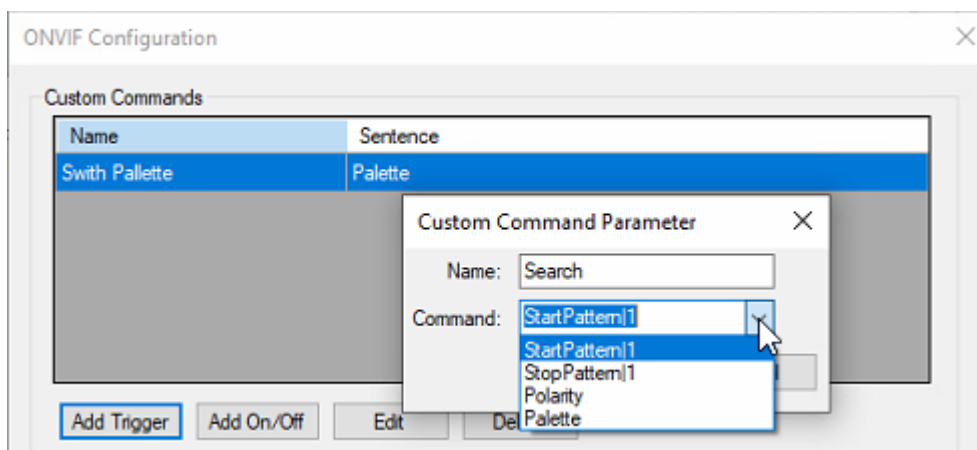 ONVIF Configuration
Custom Commands
Name Sentence
Swith Pallette Palette
Custom Command Parameter
Name: Search
Command: StartPattern|1
StartPattern|1
StopPattern|1
Polarity
Palette
Add Trigger Add On/Off Edit De